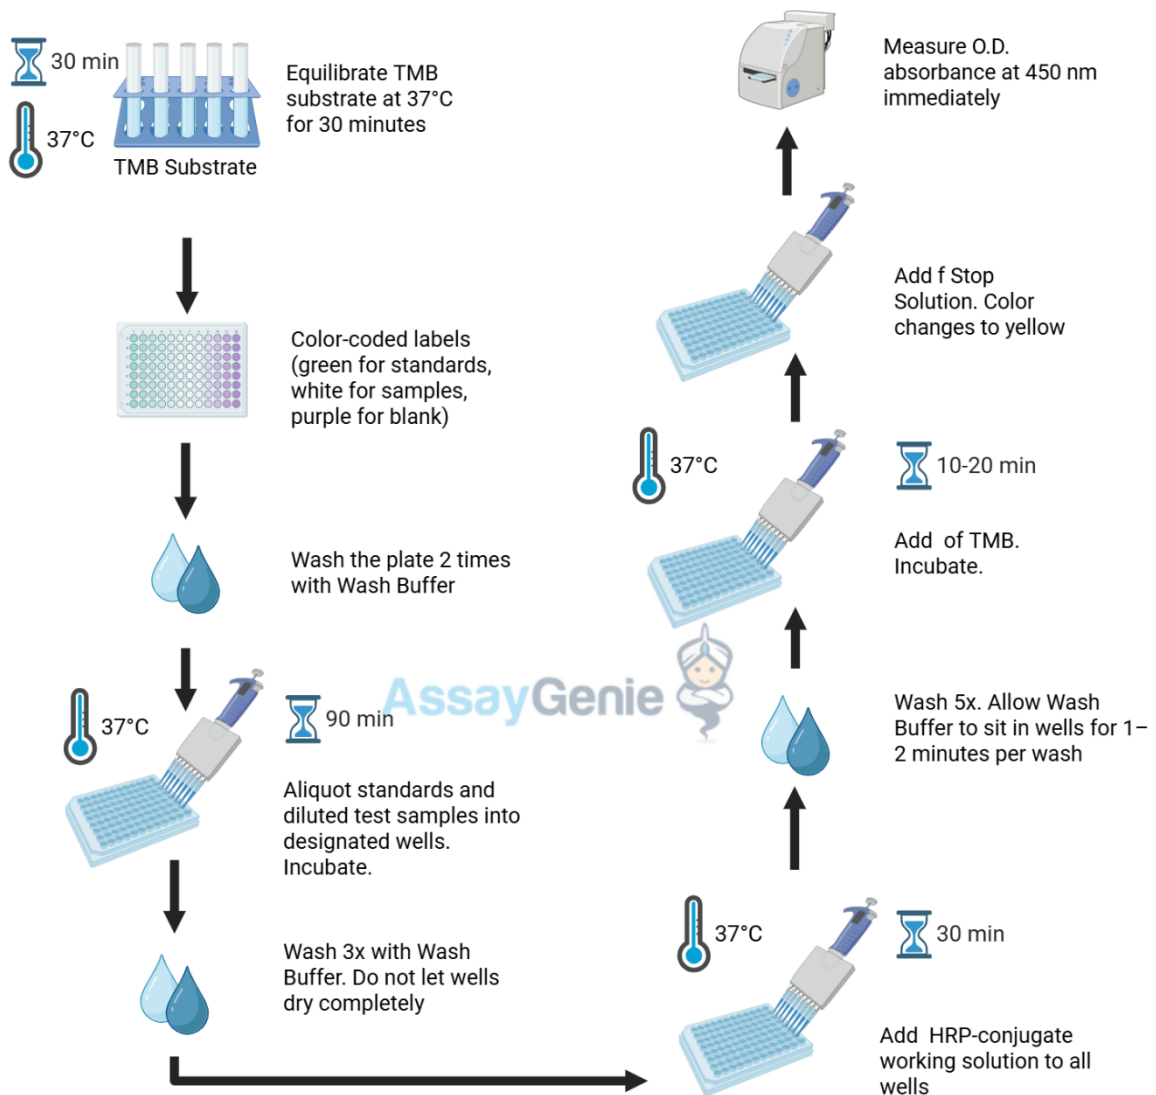 30 min
37°C
TMB Substrate
Equilibrate TMB
substrate at 37°C
for 30 minutes
Color-coded labels
(green for standards,
white for samples,
purple for blank)
Wash the plate 2 times
with Wash Buffer
37°C
90 min
Aliquot standards and
diluted test samples into
designated wells.
Incubate.
Wash 3x with Wash
Buffer. Do not let wells
dry completely
37°C
30 min
Add HRP-conjugate
working solution to all
wells
Wash 5x. Allow Wash
Buffer to sit in wells for 1–
2 minutes per wash
37°C
10-20 min
Add of TMB.
Incubate.
Add f Stop
Solution. Color
changes to yellow
Measure O.D.
absorbance at 450 nm
immediately
AssayGenie